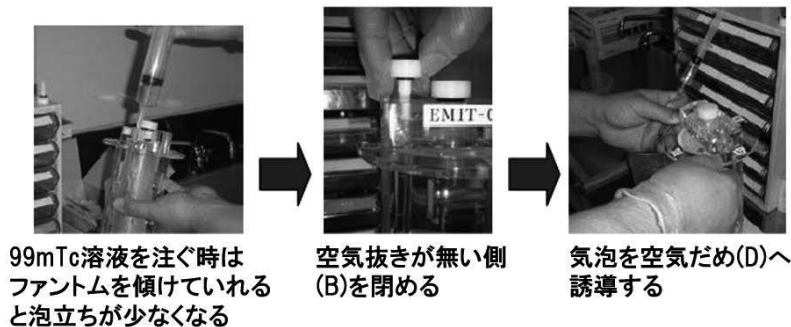 EMIT-0
99mTc溶液を注ぐ時は
ファントムを傾けていれる
と泡立ちが少なくなる
空気抜きが無い側
(B)を閉める
気泡を空気だめ(D)へ
誘導する